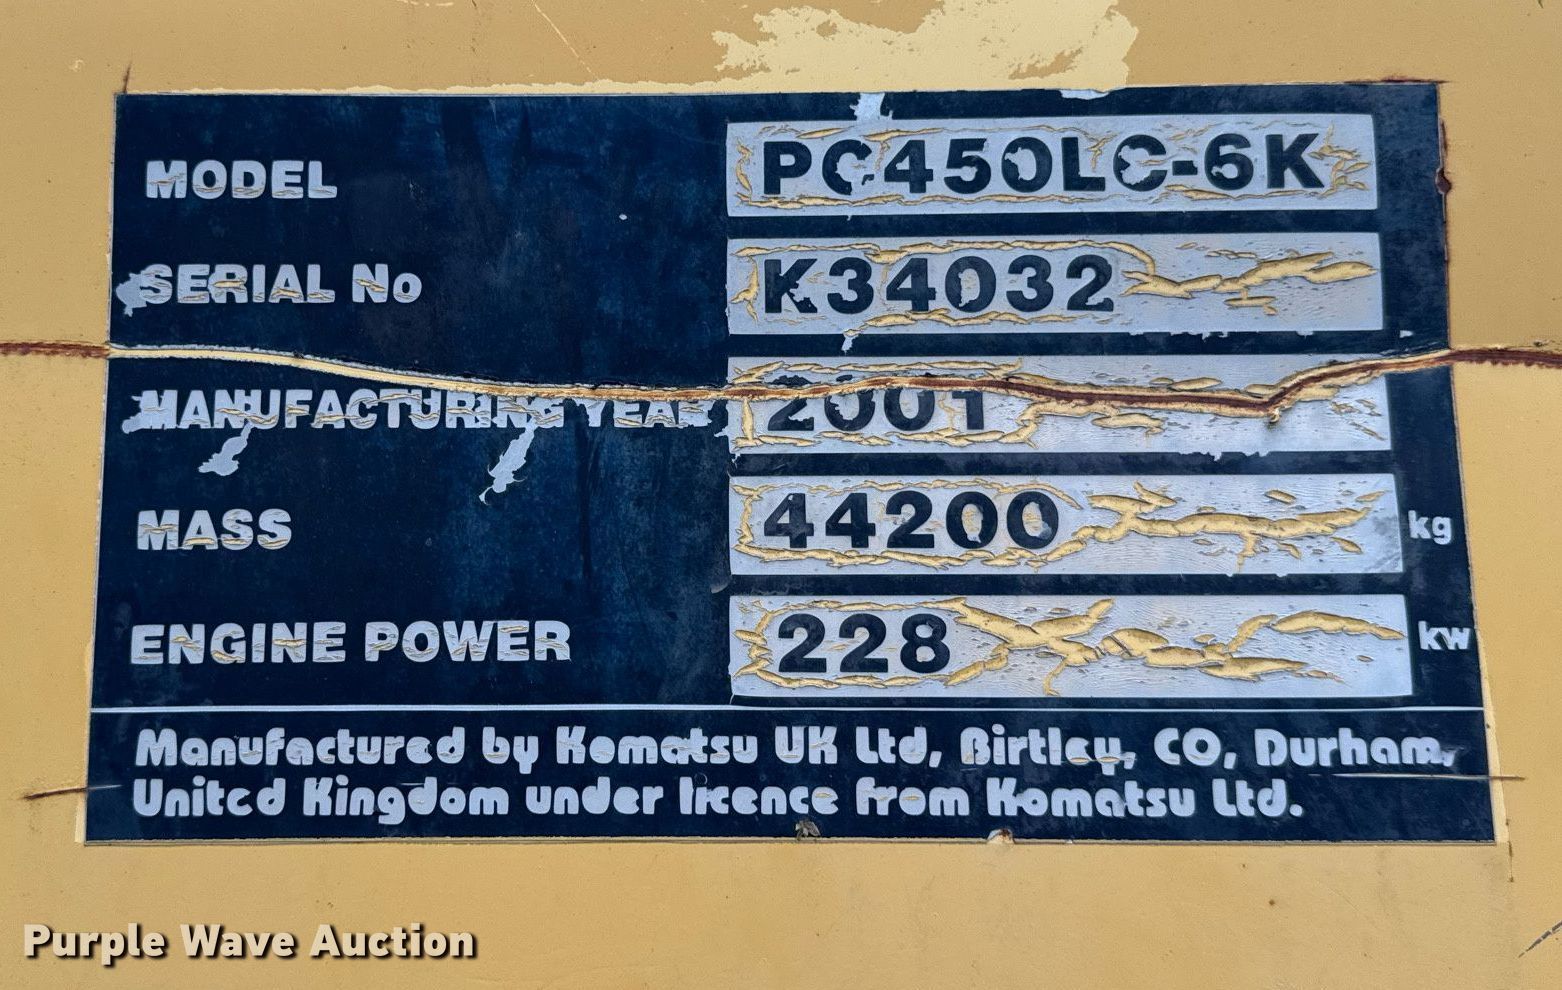 MODEL PC450LC-6K
SERIAL No K34032
MANUFACTURING YEAR 2001
MASS 44200 kg
ENGINE POWER 228 kw
Manufactured by Komatsu UK Ltd, Birtley, CO, Durham,
United Kingdom under licence from Komatsu Ltd.
Purple Wave Auction